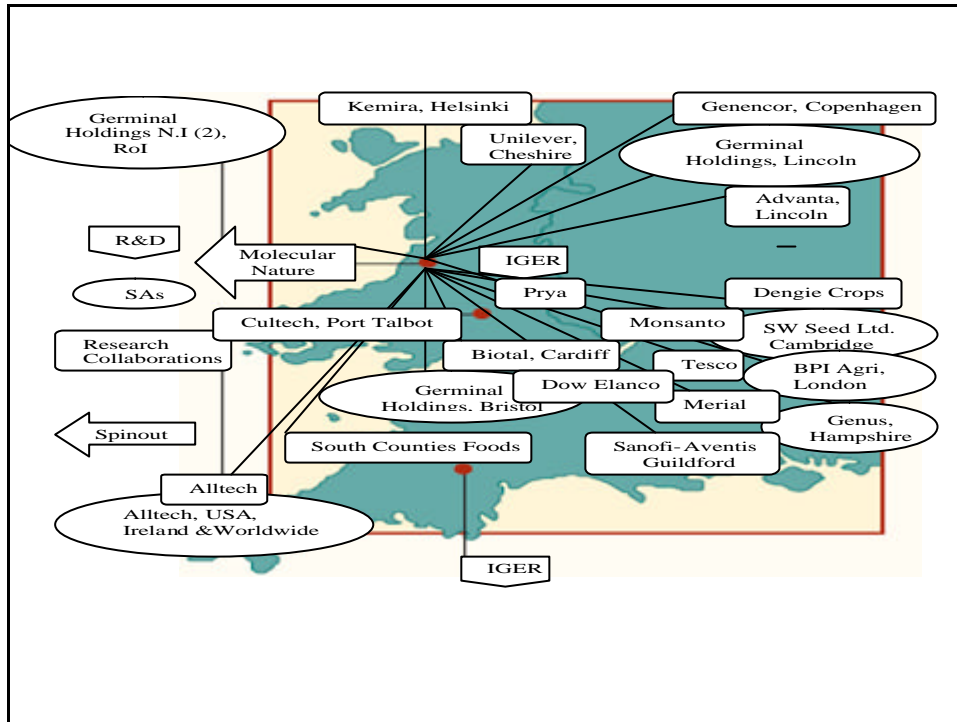 Germinal
Holdings N.I (2),
RoI
Kemira, Helsinki
Genencor, Copenhagen
Unilever,
Cheshire
Germinal
Holdings, Lincoln
Advanta,
Lincoln
R&D
Molecular
Nature
IGER
SAs
Prya
Dengie Crops
Cultech, Port Talbot
Monsanto
SW Seed Ltd.
Cambridge
Research
Collaborations
Biotal, Cardiff
Tesco
BPI Agri,
London
Germinal
Holdings, Bristol
Dow Elanco
Merial
Genus,
Hampshire
Spinout
South Counties Foods
Sanofi-Aventis
Guildford
Alltech
Alltech, USA,
Ireland &Worldwide
IGER